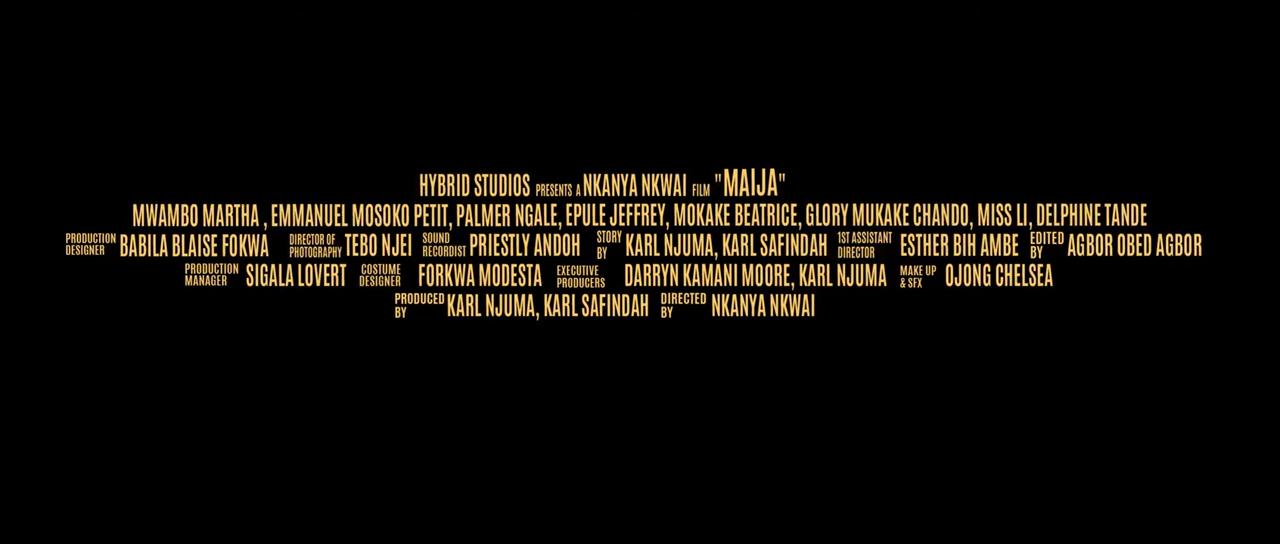 HYBRID STUDIOS PRESENTS A NKANYA NKWAI FILM "MAIJA"
MWAMBO MARTHA , EMMANUEL MOSOKO PETIT, PALMER NGALE, EPULE JEFFREY, MOKAKE BEATRICE, GLORY MUKAKE CHANDO, MISS LI, DELPHINE TANDE
PRODUCTION DESIGNER BABILA BLAISE FOKWA DIRECTOR OF PHOTOGRAPHY TEBO NJEI SOUND RECORDIST PRIESTLY ANDOH STORY BY KARL NJUMA, KARL SAFINDAH 1ST ASSISTANT DIRECTOR ESTHER BIH AMBE EDITED BY AGBOR OBED AGBOR
PRODUCTION MANAGER SIGALA LOVERT COSTUME DESIGNER FORKWA MODESTA EXECUTIVE PRODUCERS DARRYN KAMANI MOORE, KARL NJUMA MAKE UP & SFX OJONG CHELSEA
PRODUCED BY KARL NJUMA, KARL SAFINDAH DIRECTED BY NKANYA NKWAI